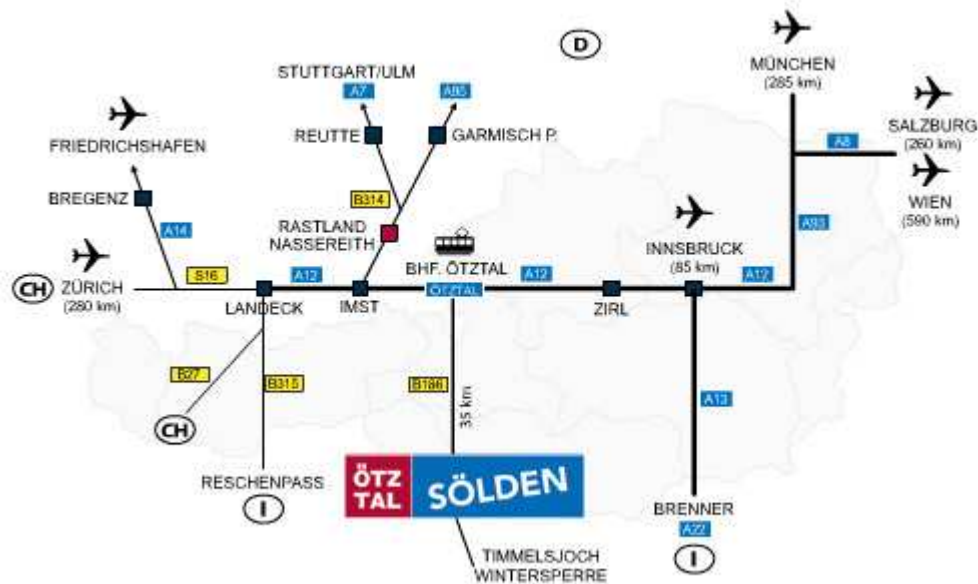 D
MÜNCHEN
(285 km)
STUTTGART/ULM
A7
A95
SALZBURG
(260 km)
A8
FRIEDRICHSHAFEN
REUTTE
GARMISCH P.
BREGENZ
B314
WIEN
(590 km)
A14
RASTLAND
NASSEREITH
A93
INNSBRUCK
(85 km)
BHF. ÖTZTAL
CH
ZÜRICH
(280 km)
S16
A12
ÖTZTAL
A12
A12
LANDECK
IMST
ZIRL
B27
B315
B186
35 km
A13
CH
RESCHENPASS
I
ÖTZ
TAL
SÖLDEN
BRENNER
A22
I
TIMMELSJOCH
WINTERSPERRE